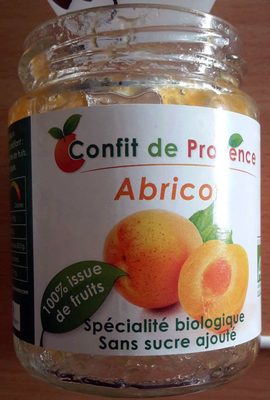 Confit de Provence
Abrico
100% issue
de fruits
Spécialité biologique
Sans sucre ajouté